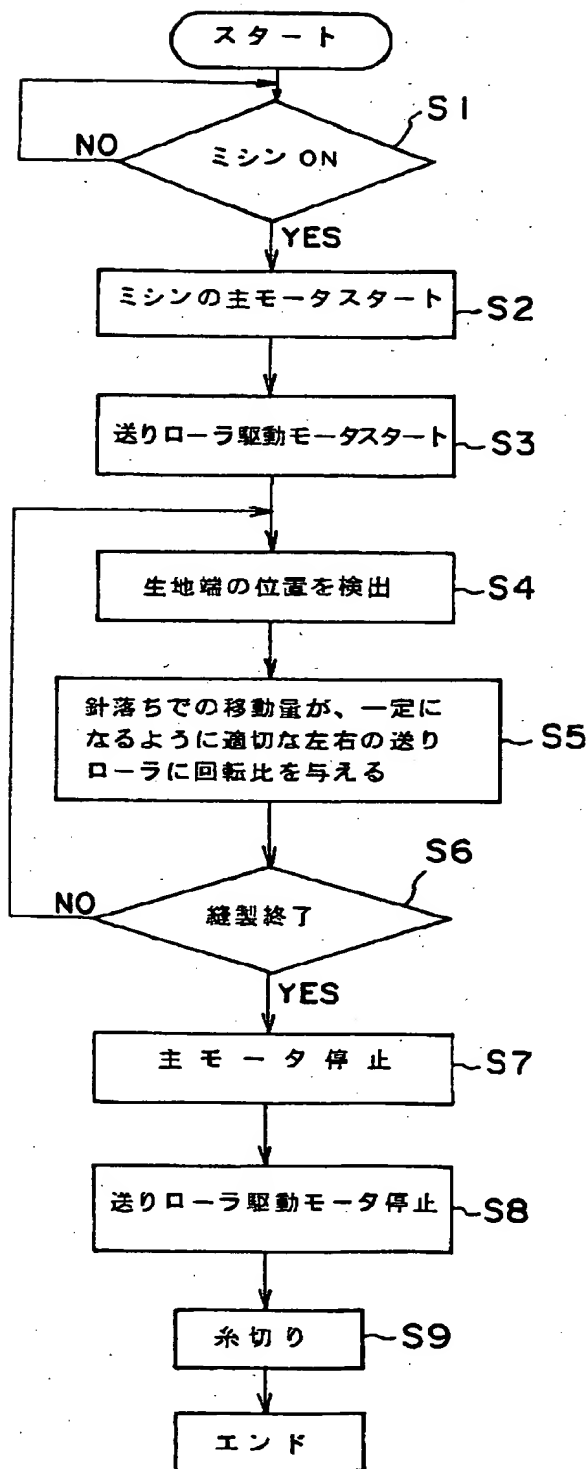 スタート
S1
NO
ミシン ON
YES
ミシンの主モータスタート
S2
送りローラ駆動モータスタート
S3
生地端の位置を検出
S4
針落ちでの移動量が、一定に
なるように適切な左右の送り
ローラに回転比を与える
S5
S6
NO
縫製終了
YES
主モータ停止
S7
送りローラ駆動モータ停止
S8
糸切り
S9
エンド